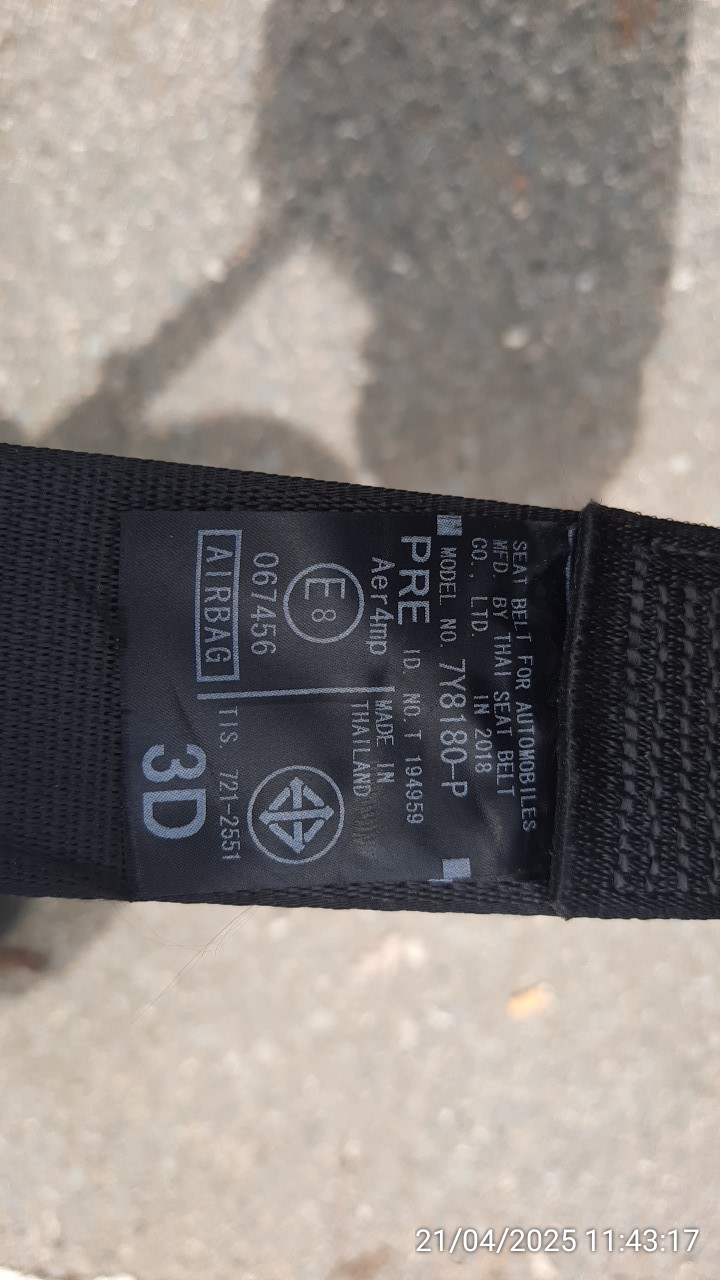 SEAT BELT FOR AUTOMOBILES
MFD. BY THAI SEAT BELT
CO., LTD. IN 2018
MODEL NO. 7Y8180-P
PRE ID. NO. T 194959
Aer4mp
E8
067456
AIRBAG
MADE IN
THAILAND
TIS. 721-2551
3D
21/04/2025 11:43:17